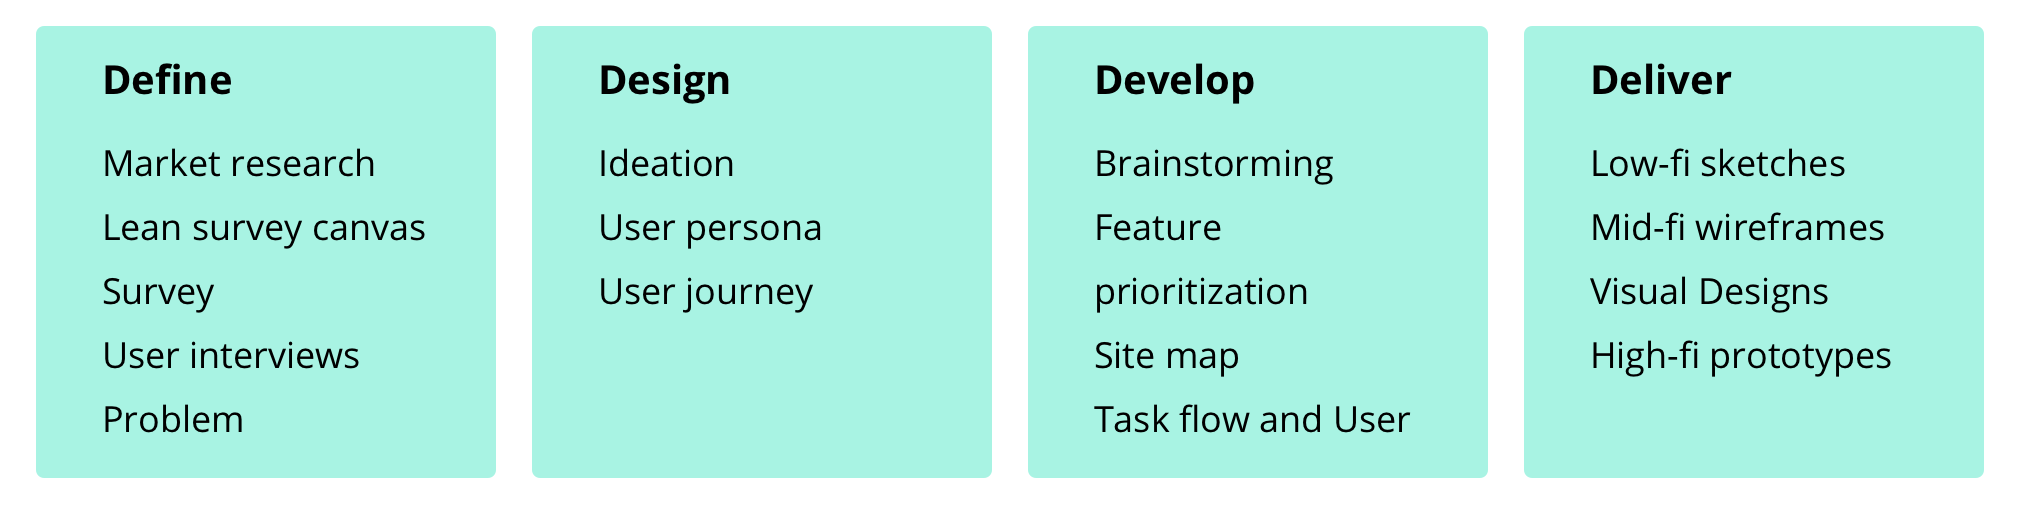 Define
Market research
Lean survey canvas
Survey
User interviews
Problem
Design
Ideation
User persona
User journey
Develop
Brainstorming
Feature
prioritization
Site map
Task flow and User
Deliver
Low-fi sketches
Mid-fi wireframes
Visual Designs
High-fi prototypes